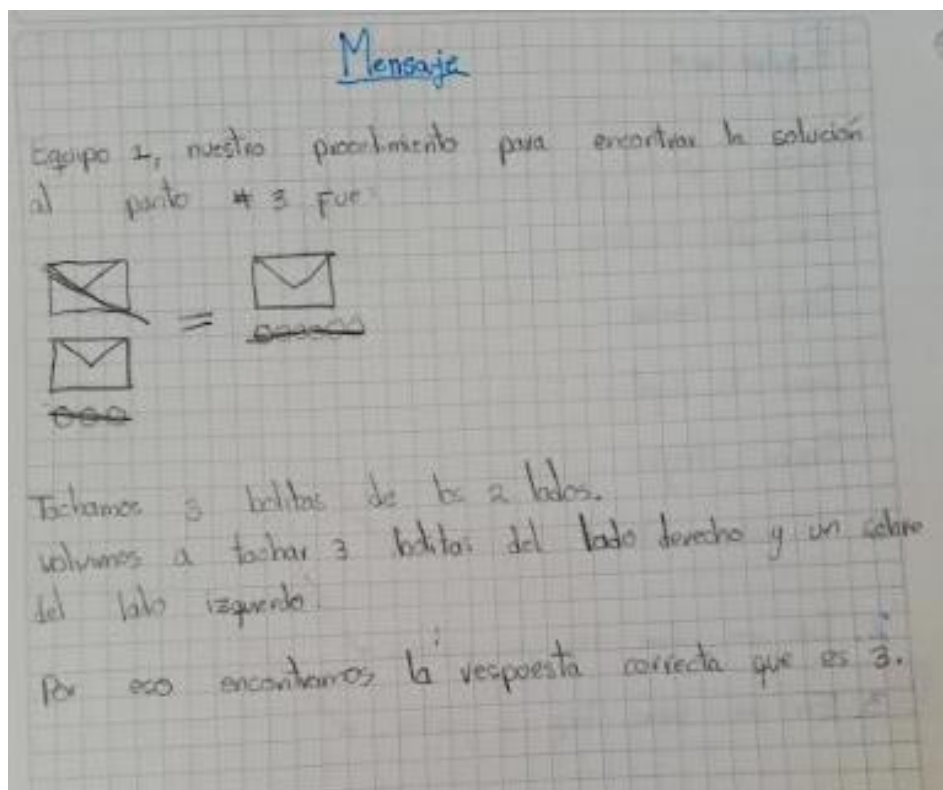 Mensaje
Equipo 1, nuestro procedimiento para encontrar la solución
al punto # 3 fue:
=
Tachamos 3 bolitas de los 2 lados.
volvimos a tachar 3 bolitas del lado derecho y un sobre
del lado izquerdo.
Por eso encontramos la respuesta correcta que es 3.